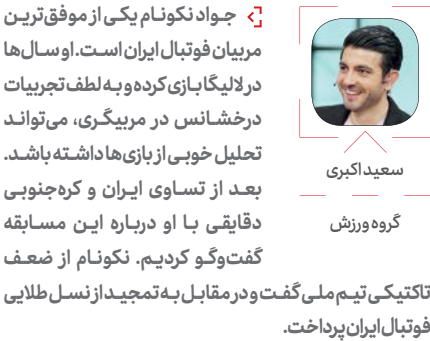 جواد نکونام یکی از موفق‌ترین
مربیان فوتبال ایران است. او سال‌ها
در لالیگا بازی کرده و به لطف تجربیات
درخشانس در مربیگری، می‌تواند
تحلیل خوبی از بازی‌ها داشته باشد.
بعد از تساوی ایران و کره‌جنوبی
دقایقی با او درباره این مسابقه
گفت‌وگو کردیم. نکونام از ضعف
تاکتیکی تیم ملی گفت و در مقابل به تمجید از نسل طلایی
فوتبال ایران پرداخت.
سعید اکبری
گروه ورزش